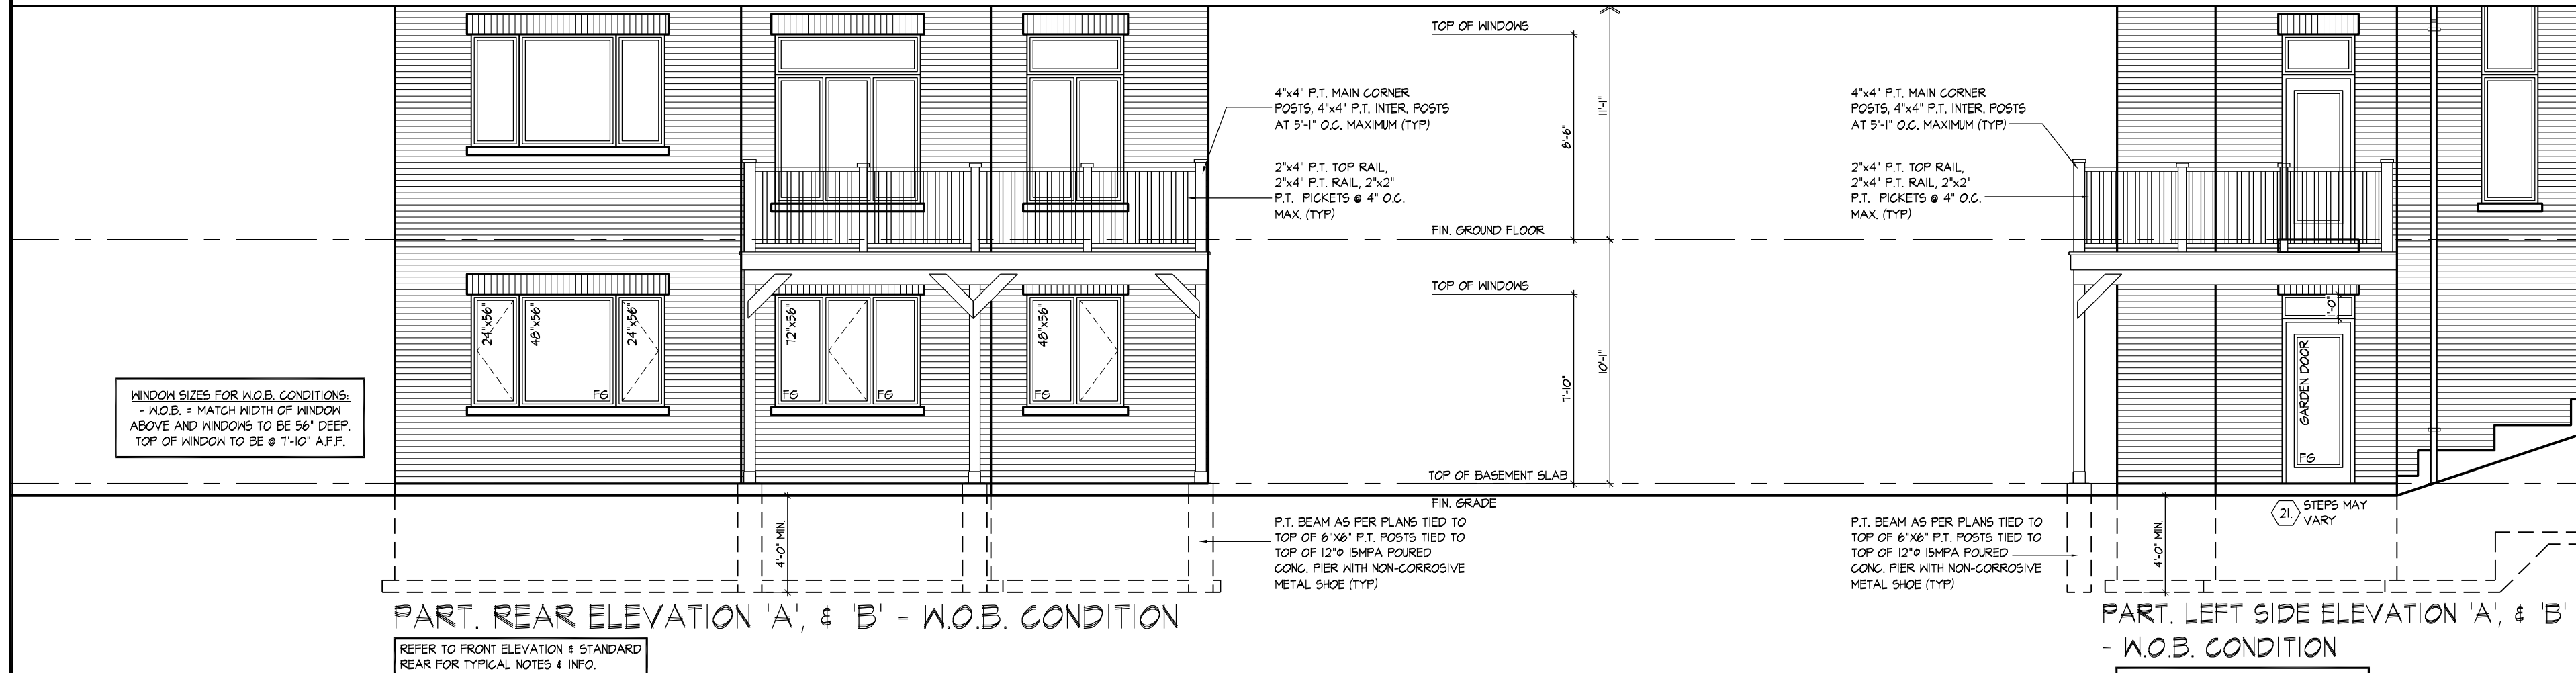 TOP OF WINDOWS
11'-1"
8'-6"
4"x4" P.T. MAIN CORNER
POSTS, 4"x4" P.T. INTER. POSTS
AT 5'-1" O.C. MAXIMUM (TYP)
2"x4" P.T. TOP RAIL,
2"x4" P.T. RAIL, 2"x2"
P.T. PICKETS @ 4" O.C.
MAX. (TYP)
FIN. GROUND FLOOR
4"x4" P.T. MAIN CORNER
POSTS, 4"x4" P.T. INTER. POSTS
AT 5'-1" O.C. MAXIMUM (TYP)
2"x4" P.T. TOP RAIL,
2"x4" P.T. RAIL, 2"x2"
P.T. PICKETS @ 4" O.C.
MAX. (TYP)
TOP OF WINDOWS
10'-1"
7'-10"
24"x56"
48"x56"
24"x56"
FG
72"x56"
FG
FG
48"x56"
FG
1'-0"
GARDEN DOOR
FG
WINDOW SIZES FOR W.O.B. CONDITIONS:
- W.O.B. = MATCH WIDTH OF WINDOW
ABOVE AND WINDOWS TO BE 56" DEEP.
TOP OF WINDOW TO BE @ 7'-10" A.F.F.
TOP OF BASEMENT SLAB
FIN. GRADE
4'-0" MIN.
P.T. BEAM AS PER PLANS TIED TO
TOP OF 6"X6" P.T. POSTS TIED TO
TOP OF 12"Φ 15MPA POURED
CONC. PIER WITH NON-CORROSIVE
METAL SHOE (TYP)
P.T. BEAM AS PER PLANS TIED TO
TOP OF 6"X6" P.T. POSTS TIED TO
TOP OF 12"Φ 15MPA POURED
CONC. PIER WITH NON-CORROSIVE
METAL SHOE (TYP)
4'-0" MIN.
21. STEPS MAY
VARY
PART. REAR ELEVATION 'A', & 'B' - W.O.B. CONDITION
REFER TO FRONT ELEVATION & STANDARD
REAR FOR TYPICAL NOTES & INFO.
PART. LEFT SIDE ELEVATION 'A', & 'B'
- W.O.B. CONDITION